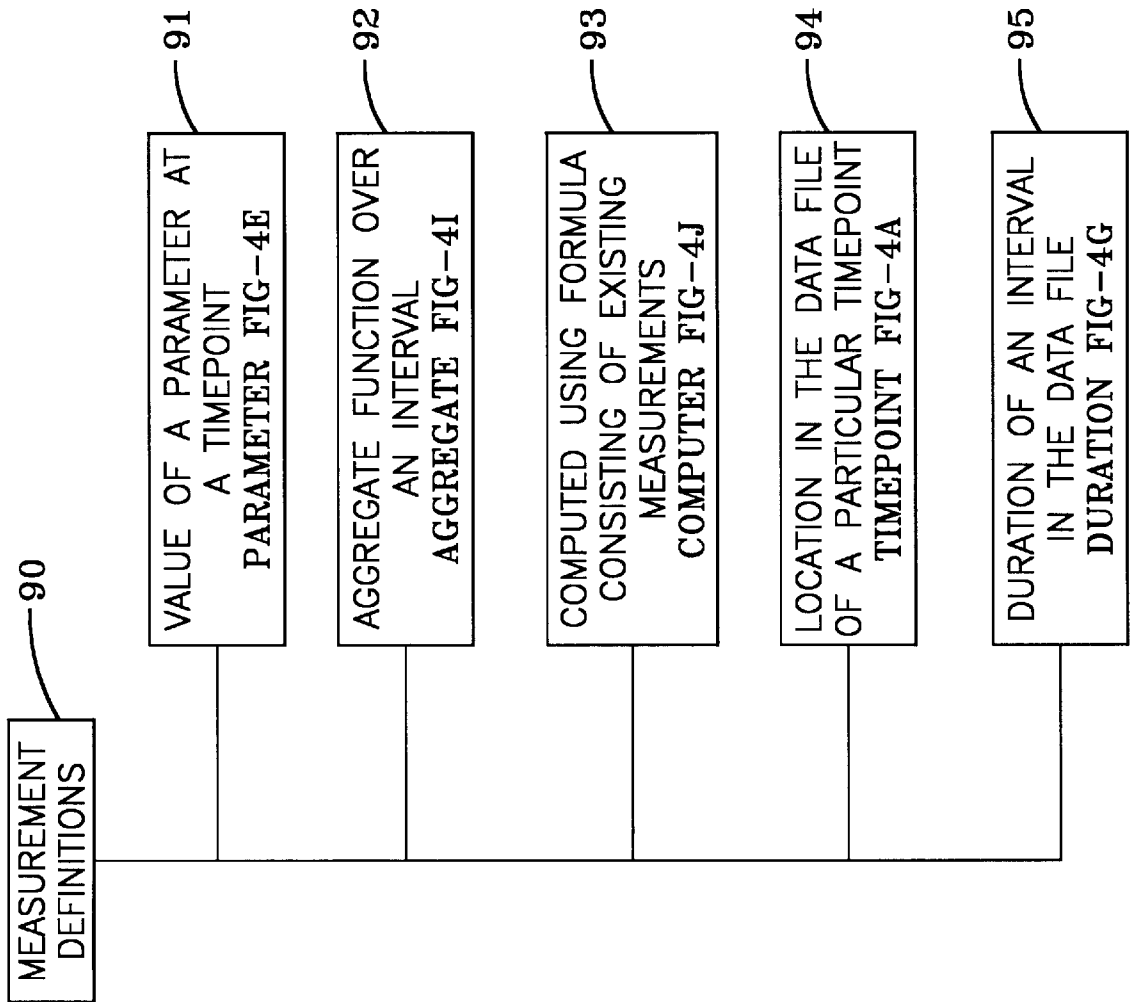 MEASUREMENT
DEFINITIONS
90
VALUE OF A PARAMETER AT
A TIMEPOINT
PARAMETER FIG-4E
91
AGGREGATE FUNCTION OVER
AN INTERVAL
AGGREGATE FIG-4I
92
COMPUTED USING FORMULA
CONSISTING OF EXISTING
MEASUREMENTS
COMPUTER FIG-4J
93
LOCATION IN THE DATA FILE
OF A PARTICULAR TIMEPOINT
TIMEPOINT FIG-4A
94
DURATION OF AN INTERVAL
IN THE DATA FILE
DURATION FIG-4G
95